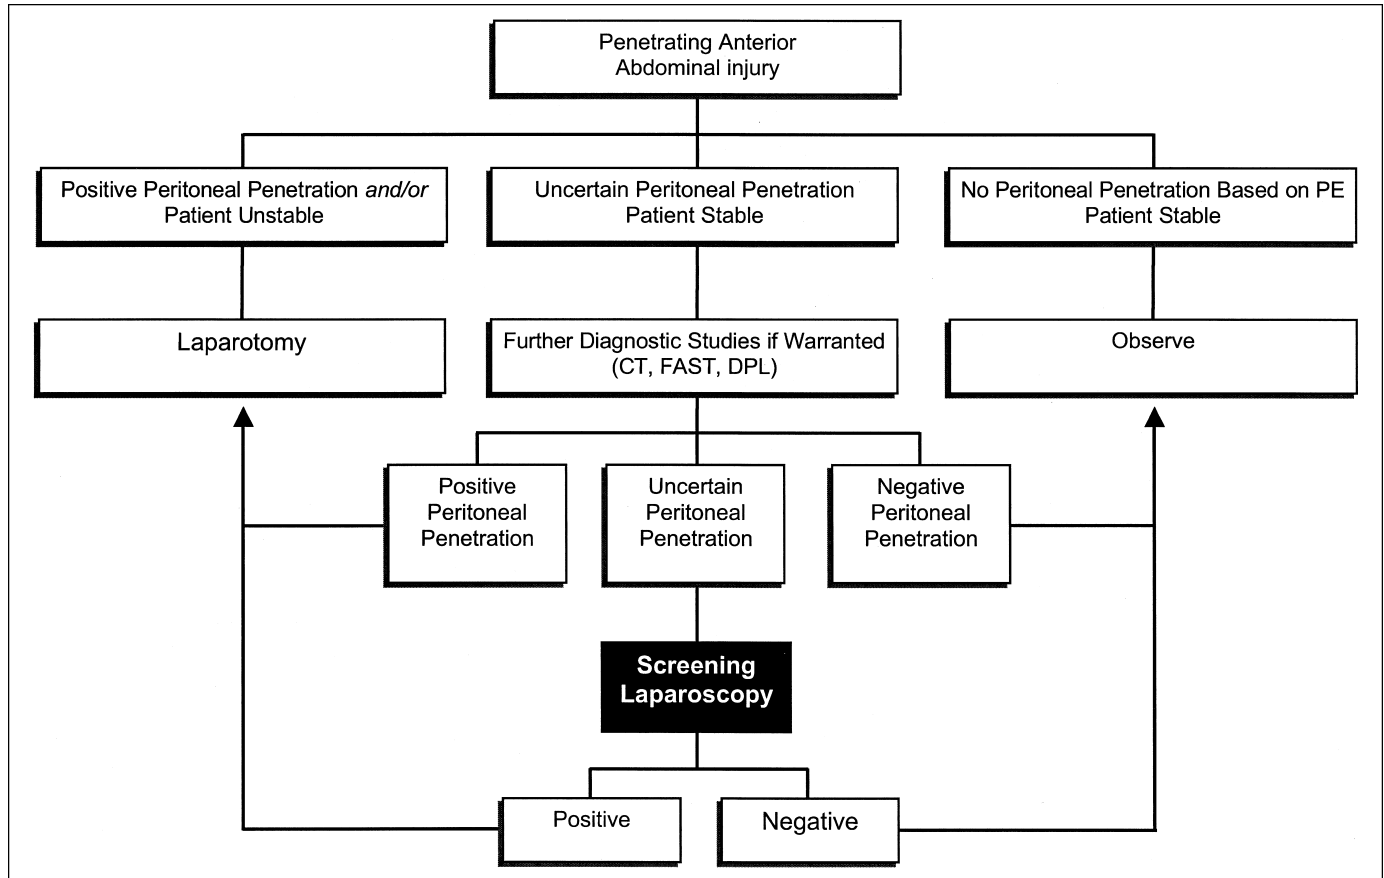 Penetrating Anterior
Abdominal injury
Positive Peritoneal Penetration and/or
Patient Unstable
Uncertain Peritoneal Penetration
Patient Stable
No Peritoneal Penetration Based on PE
Patient Stable
Laparotomy
Further Diagnostic Studies if Warranted
(CT, FAST, DPL)
Observe
Positive
Peritoneal
Penetration
Uncertain
Peritoneal
Penetration
Negative
Peritoneal
Penetration
Screening
Laparoscopy
Positive
Negative